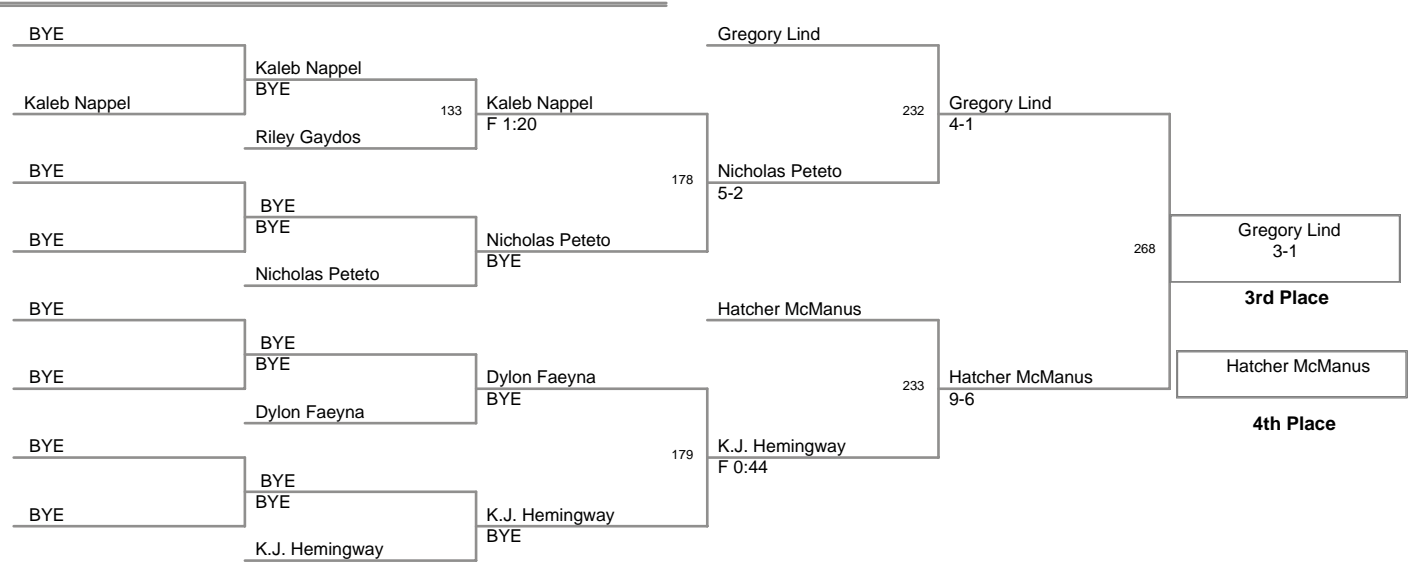 BYE
Gregory Lind
Kaleb Nappel
BYE
Kaleb Nappel
133
Kaleb Nappel
F 1:20
232
Gregory Lind
4-1
Riley Gaydos
BYE
178
Nicholas Peteto
5-2
BYE
BYE
BYE
Nicholas Peteto
BYE
268
Gregory Lind
3-1
Nicholas Peteto
3rd Place
BYE
Hatcher McManus
BYE
BYE
Hatcher McManus
BYE
Dylon Faeyna
BYE
233
Hatcher McManus
9-6
Dylon Faeyna
4th Place
BYE
179
K.J. Hemingway
F 0:44
BYE
BYE
BYE
K.J. Hemingway
BYE
K.J. Hemingway